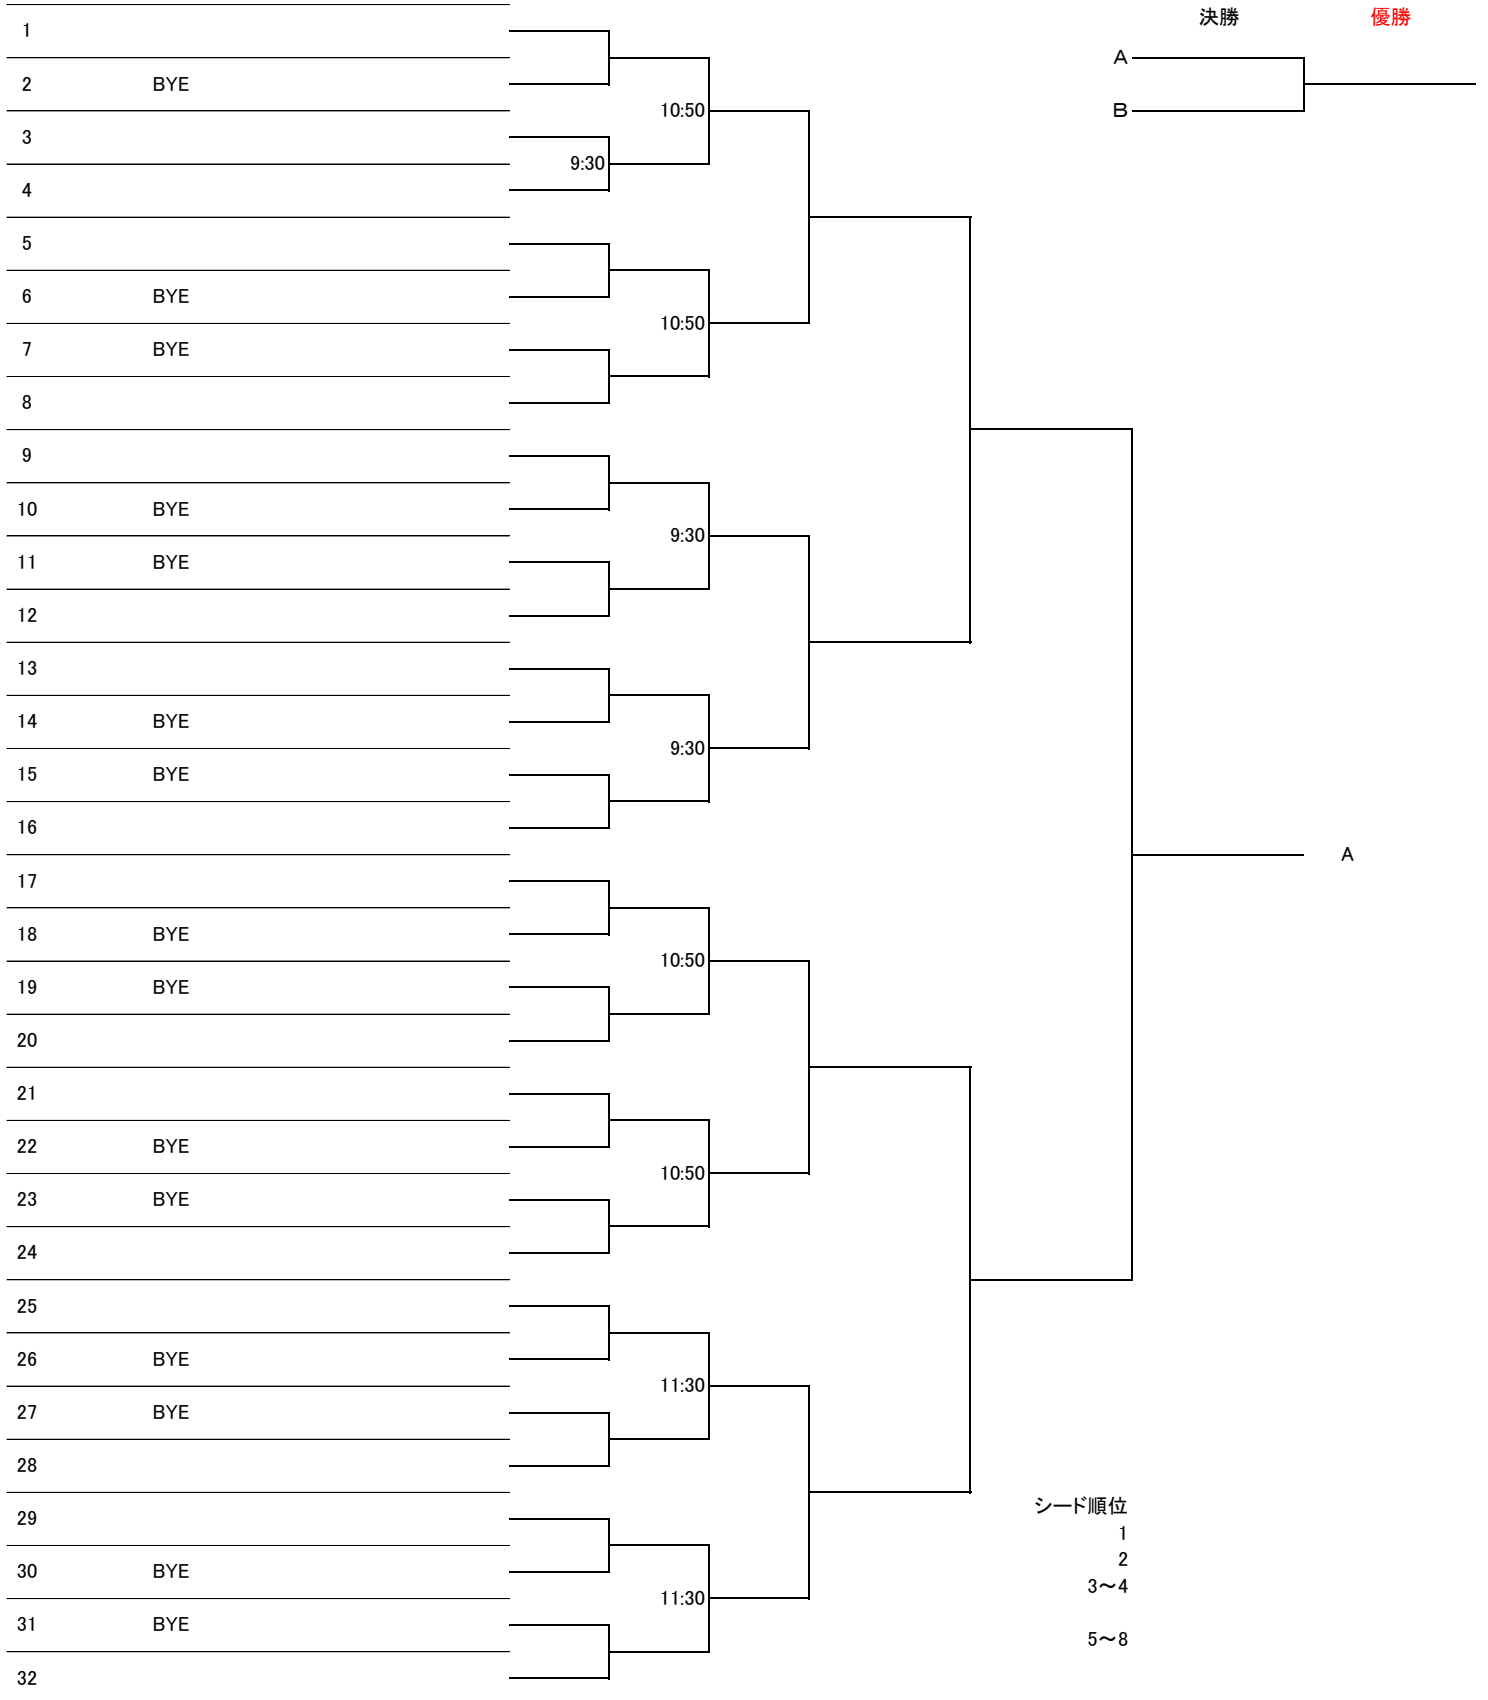 決勝 優勝
1
A
2 BYE
10:50 B
3
9:30
4
5
6 BYE
10:50
7 BYE
8
9
10 BYE
9:30
11 BYE
12
13
14 BYE
9:30
15 BYE
16
A
17
18 BYE
10:50
19 BYE
20
21
22 BYE
10:50
23 BYE
24
25
26 BYE
11:30
27 BYE
28
シード順位
29
1
2
30 BYE
3～4
11:30
31 BYE
5～8
32